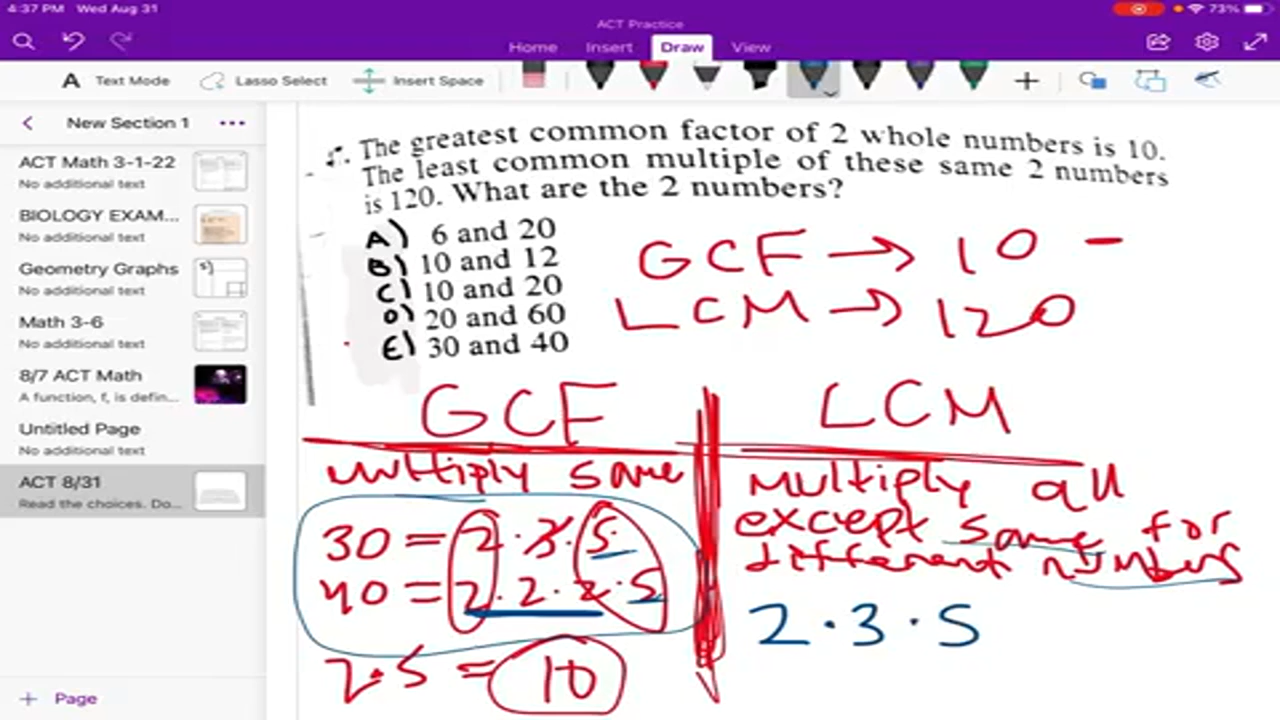 4:37 PM Wed Aug 31
73%
ACT Practice
Home Insert Draw View
A Text Mode Lasso Select Insert Space
New Section 1
ACT Math 3-1-22
No additional text
BIOLOGY EXAM...
No additional text
Geometry Graphs
No additional text
Math 3-6
No additional text
8/7 ACT Math
A function, f, is defin...
Untitled Page
No additional text
ACT 8/31
Read the choices. Do...
+ Page
The greatest common factor of 2 whole numbers is 10.
The least common multiple of these same 2 numbers
is 120. What are the 2 numbers?
A) 6 and 20
B) 10 and 12
C) 10 and 20
D) 20 and 60
E) 30 and 40
GCF → 10 -
LCM → 120
GCF
multiply same
30 = 2 · 3 · 5
40 = 2 · 2 · 2 · 5
2 · 5 = 10
LCM
multiply all
except same for
different numbers
2 · 3 · 5